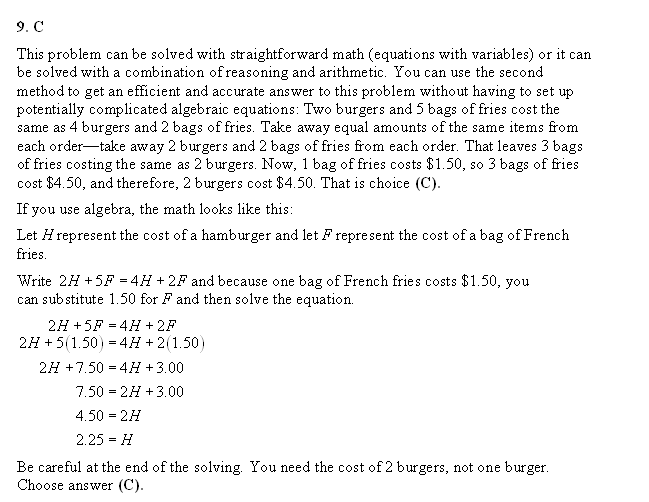 9. C
This problem can be solved with straightforward math (equations with variables) or it can
be solved with a combination of reasoning and arithmetic. You can use the second
method to get an efficient and accurate answer to this problem without having to set up
potentially complicated algebraic equations: Two burgers and 5 bags of fries cost the
same as 4 burgers and 2 bags of fries. Take away equal amounts of the same items from
each order—take away 2 burgers and 2 bags of fries from each order. That leaves 3 bags
of fries costing the same as 2 burgers. Now, 1 bag of fries costs $1.50, so 3 bags of fries
cost $4.50, and therefore, 2 burgers cost $4.50. That is choice (C).
If you use algebra, the math looks like this:
Let H represent the cost of a hamburger and let F represent the cost of a bag of French
fries.
Write 2H + 5F = 4H + 2F and because one bag of French fries costs $1.50, you
can substitute 1.50 for F and then solve the equation.
2H + 5F = 4H + 2F
2H + 5(1.50) = 4H + 2(1.50)
2H + 7.50 = 4H + 3.00
7.50 = 2H + 3.00
4.50 = 2H
2.25 = H
Be careful at the end of the solving. You need the cost of 2 burgers, not one burger.
Choose answer (C).